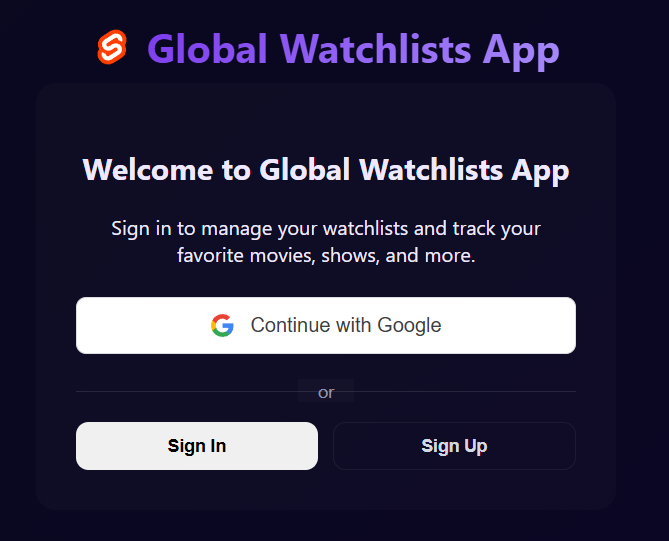 Global Watchlists App
Welcome to Global Watchlists App
Sign in to manage your watchlists and track your
favorite movies, shows, and more.
Continue with Google
or
Sign In
Sign Up